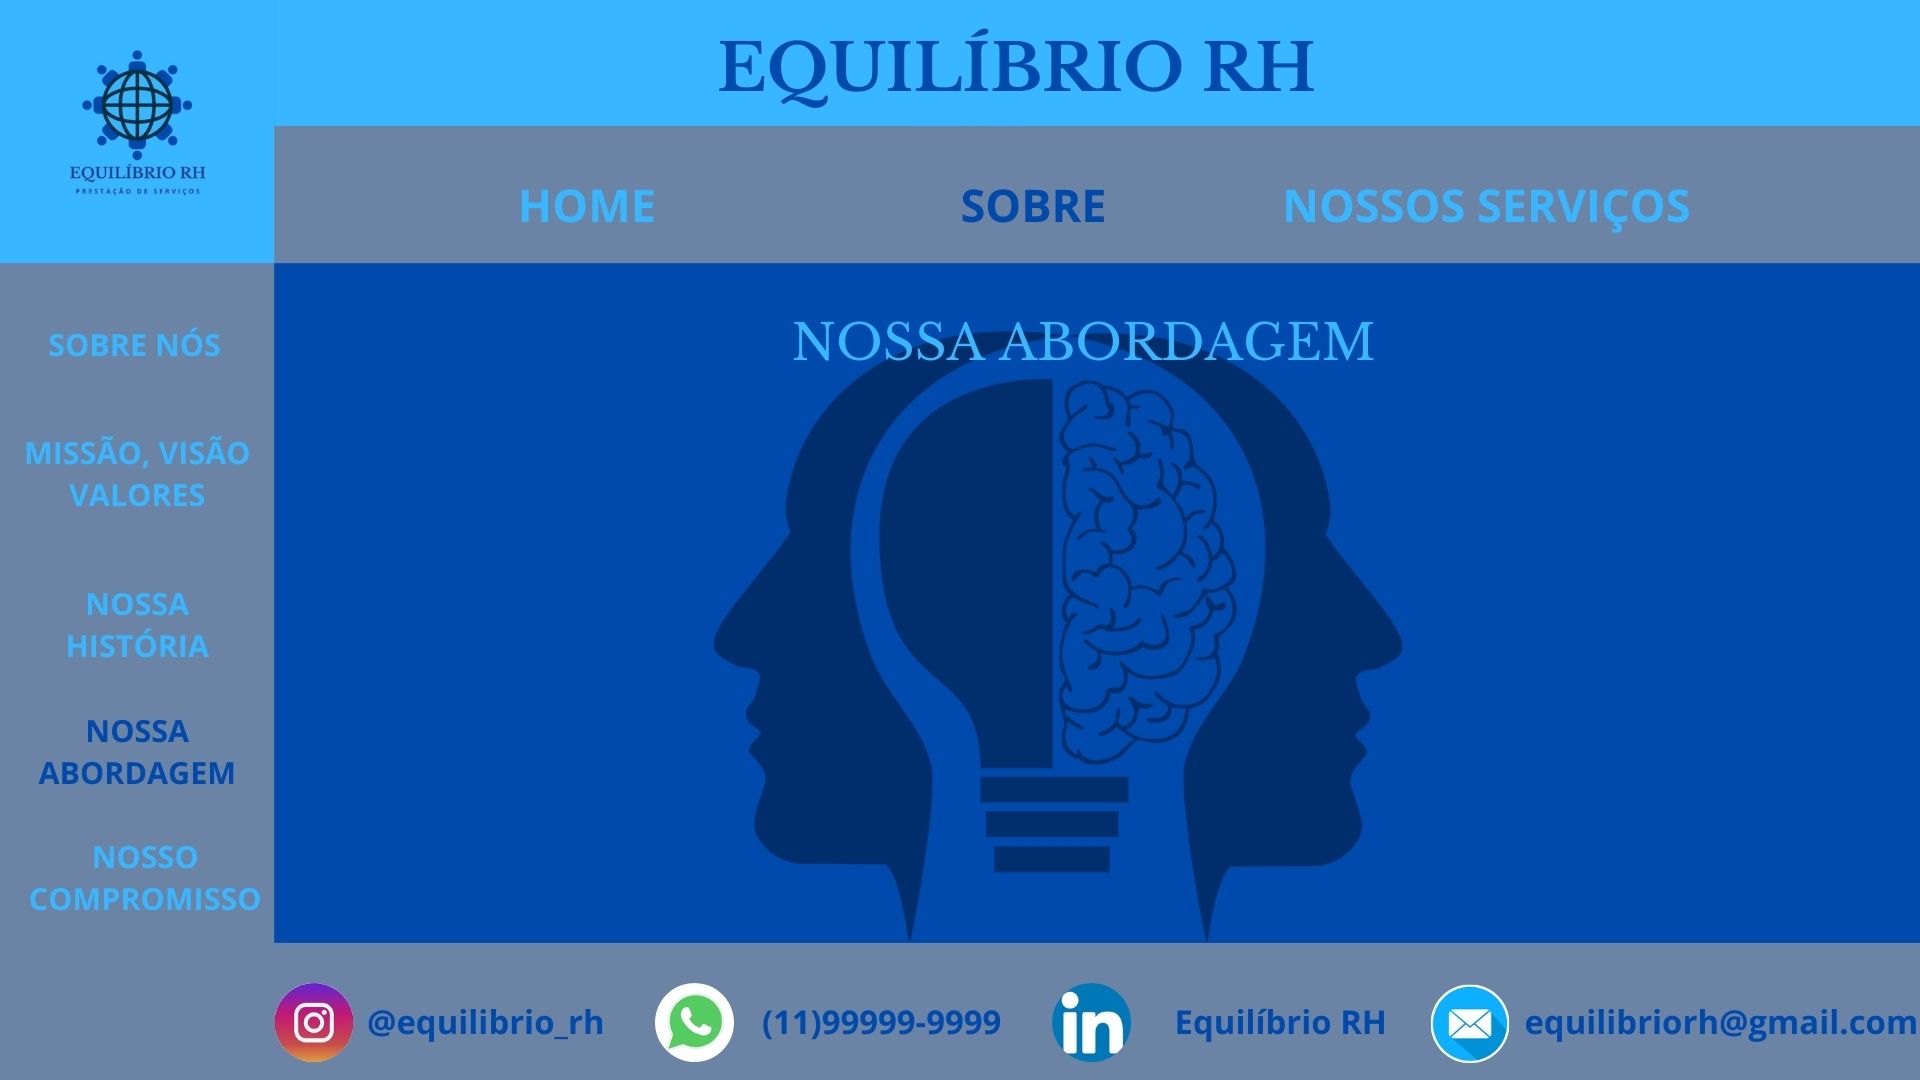 EQUILÍBRIO RH
EQUILÍBRIO RH
PRESTAÇÃO DE SERVIÇOS
HOME
SOBRE
NOSSOS SERVIÇOS
SOBRE NÓS
MISSÃO, VISÃO
VALORES
NOSSA
HISTÓRIA
NOSSA
ABORDAGEM
NOSSO
COMPROMISSO
NOSSA ABORDAGEM
@equilibrio_rh
(11)99999-9999
in
Equilíbrio RH
equilibriorh@gmail.com